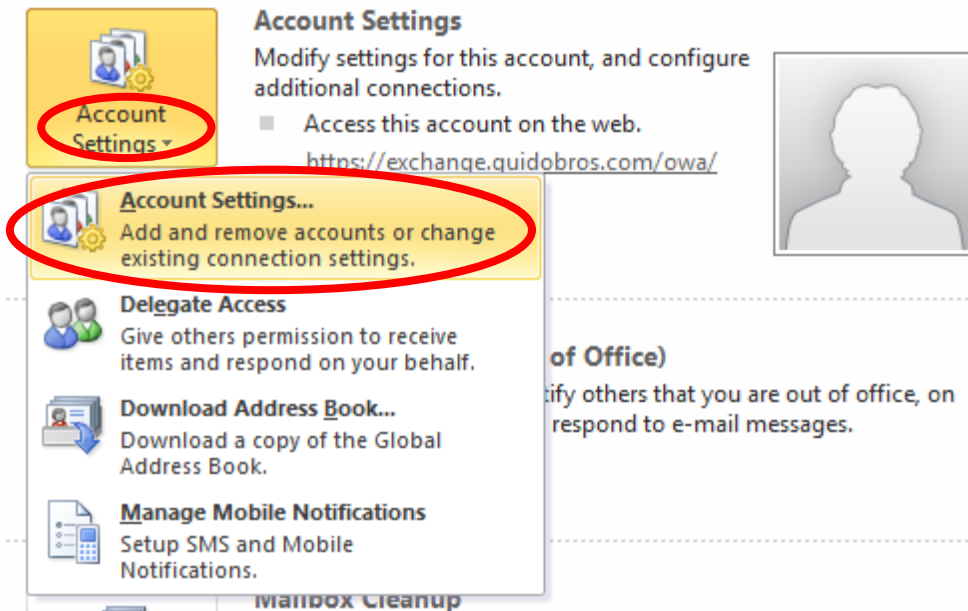 Account Settings
Modify settings for this account, and configure
additional connections.
Access this account on the web.
https://exchange.guidobros.com/owa/
Account
Settings
Account Settings...
Add and remove accounts or change
existing connection settings.
Delegate Access
Give others permission to receive
items and respond on your behalf.
Download Address Book...
Download a copy of the Global
Address Book.
Manage Mobile Notifications
Setup SMS and Mobile
Notifications.
of Office)
tify others that you are out of office, on
respond to e-mail messages.
Mailbox Cleanup